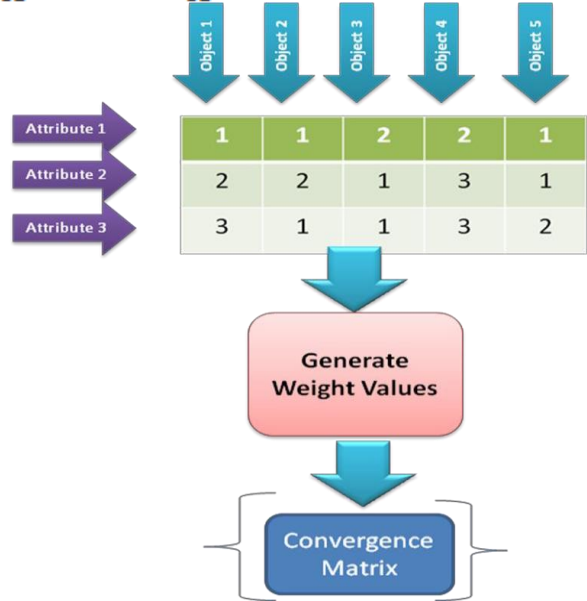 Object 1
Object 2
Object 3
Object 4
Object 5
Attribute 1
1 1 2 2 1
Attribute 2
2 2 1 3 1
Attribute 3
3 1 1 3 2
Generate
Weight Values
Convergence
Matrix